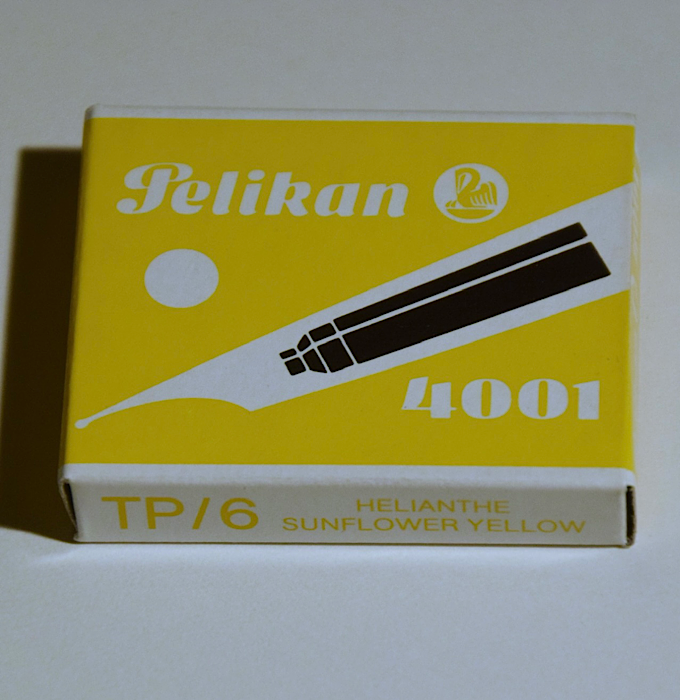 Pelikan
4001
TP/6
HELIANTHE
SUNFLOWER YELLOW